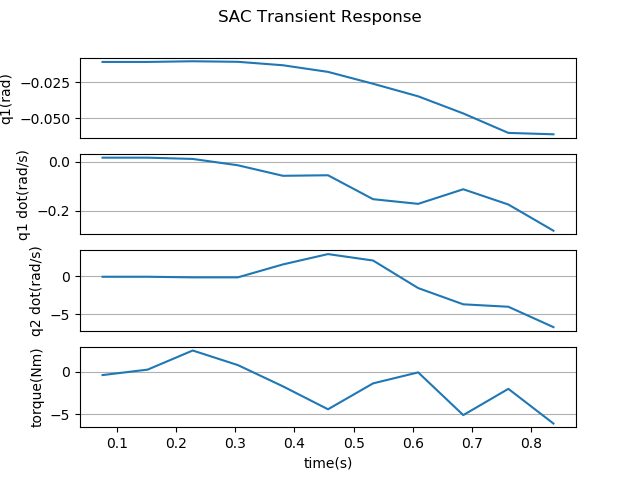 SAC Transient Response
−0.025
−0.050
q1(rad)
0.0
−0.2
q1 dot(rad/s)
0
−5
q2 dot(rad/s)
0
−5
torque(Nm)
0.1 0.2 0.3 0.4 0.5 0.6 0.7 0.8
time(s)